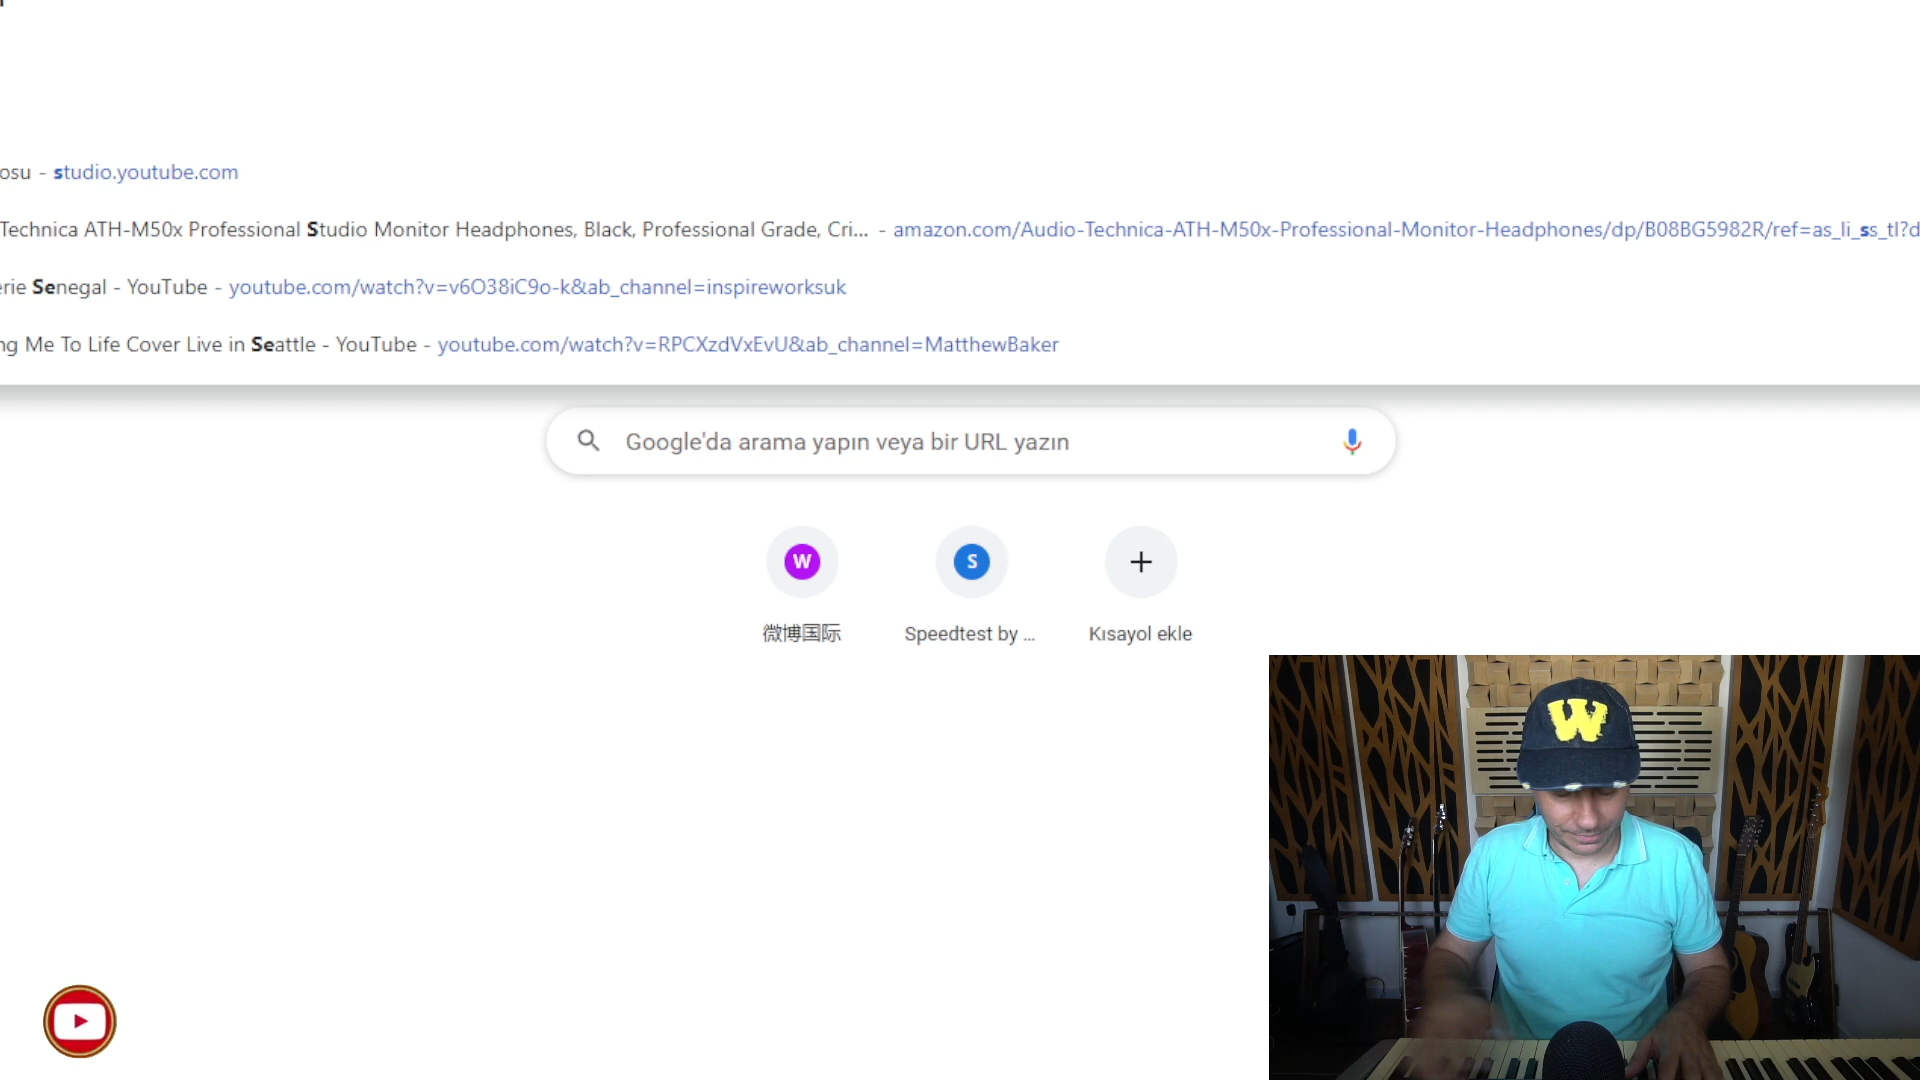 osu - studio.youtube.com
Technica ATH-M50x Professional Studio Monitor Headphones, Black, Professional Grade, Cri... - amazon.com/Audio-Technica-ATH-M50x-Professional-Monitor-Headphones/dp/B08BG5982R/ref=as_li_ss_tl?d
erie Senegal - YouTube - youtube.com/watch?v=v6O38iC9o-k&ab_channel=inspireworksuk
ng Me To Life Cover Live in Seattle - YouTube - youtube.com/watch?v=RPCXzdVxEvU&ab_channel=MatthewBaker
Google'da arama yapın veya bir URL yazın
W S
微博国际 Speedtest by ... Kısayol ekle
W